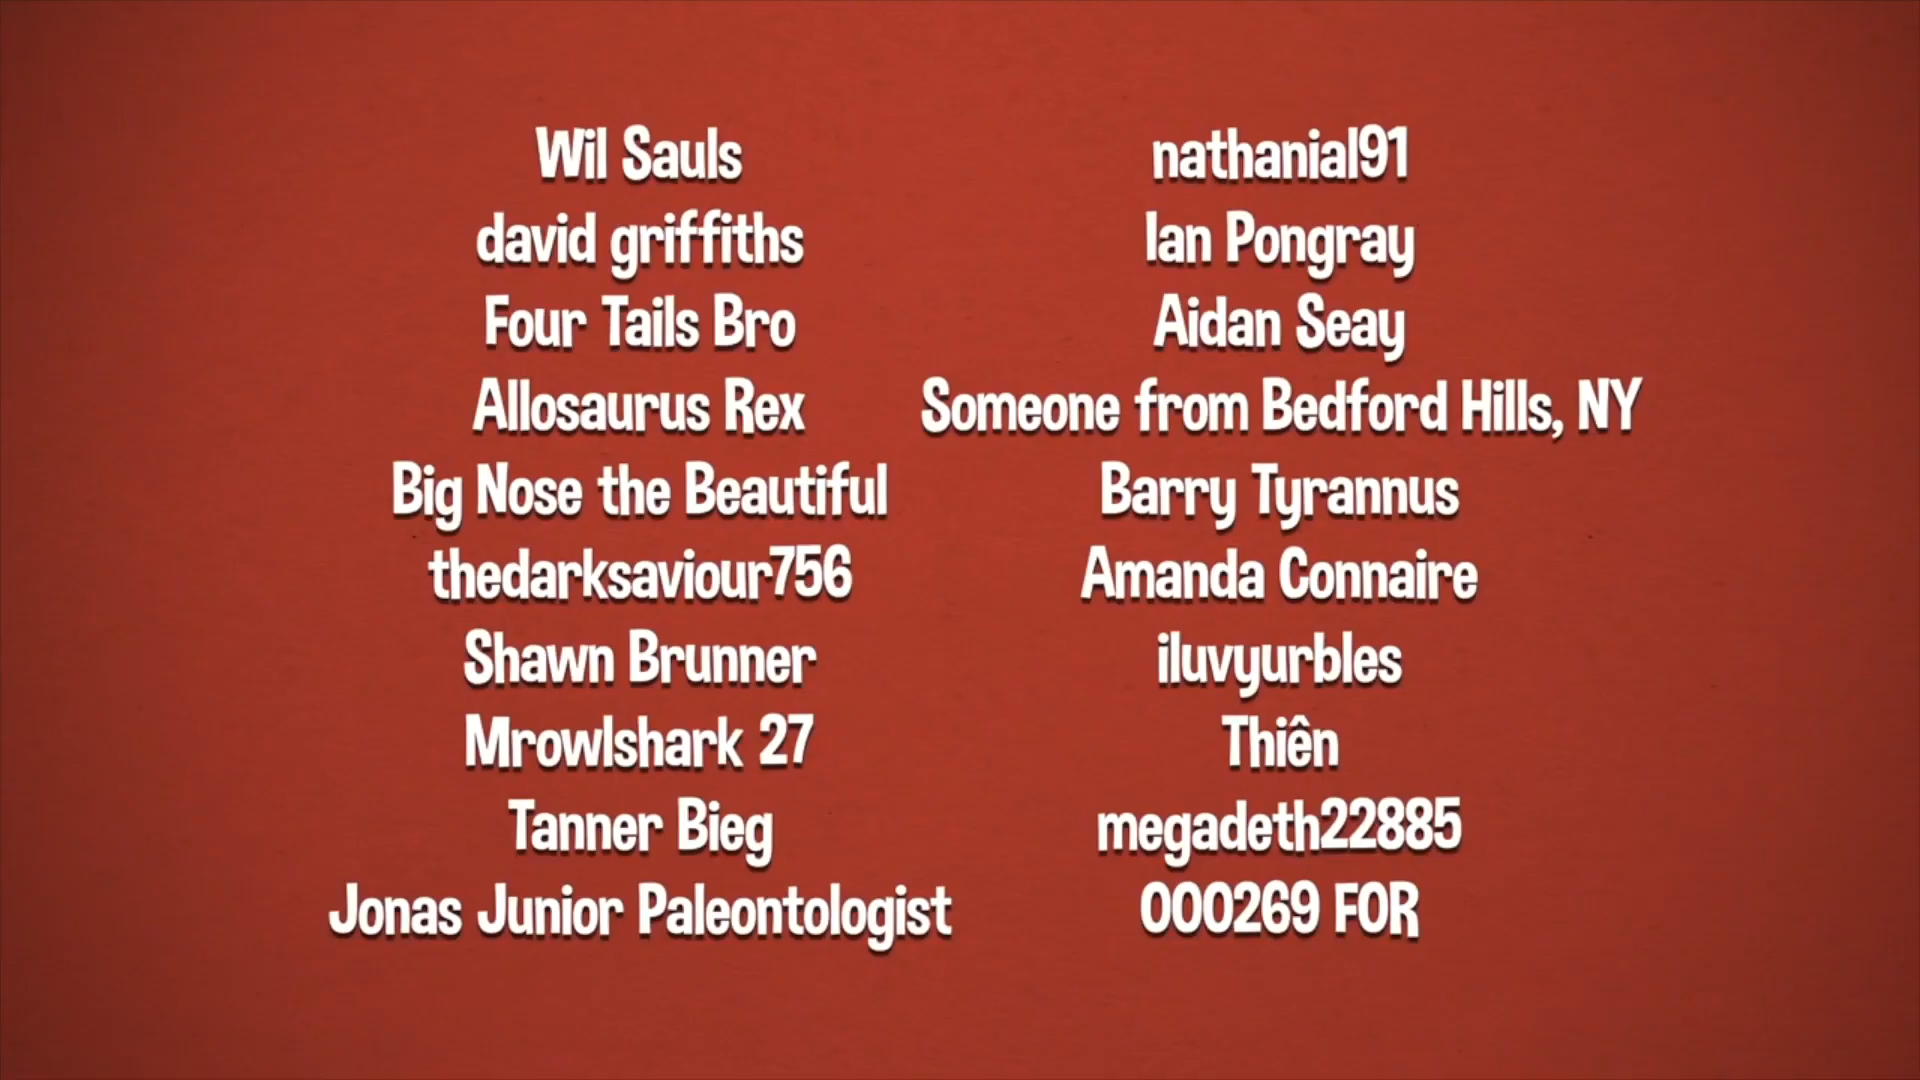 Wil Sauls
david griffiths
Four Tails Bro
Allosaurus Rex
Big Nose the Beautiful
thedarksaviour756
Shawn Brunner
Mrowlshark 27
Tanner Bieg
Jonas Junior Paleontologist
nathanial91
Ian Pongray
Aidan Seay
Someone from Bedford Hills, NY
Barry Tyrannus
Amanda Connaire
iluvyurbles
Thiên
megadeth22885
000269 FOR